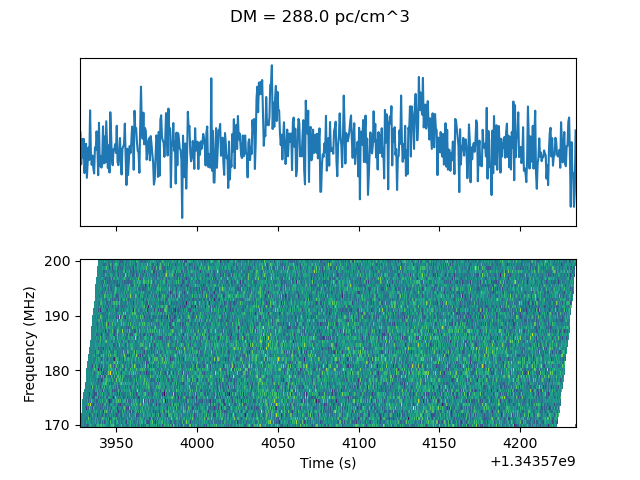 DM = 288.0 pc/cm^3
200
190
180
170
Frequency (MHz)
3950 4000 4050 4100 4150 4200
Time (s)
+1.34357e9